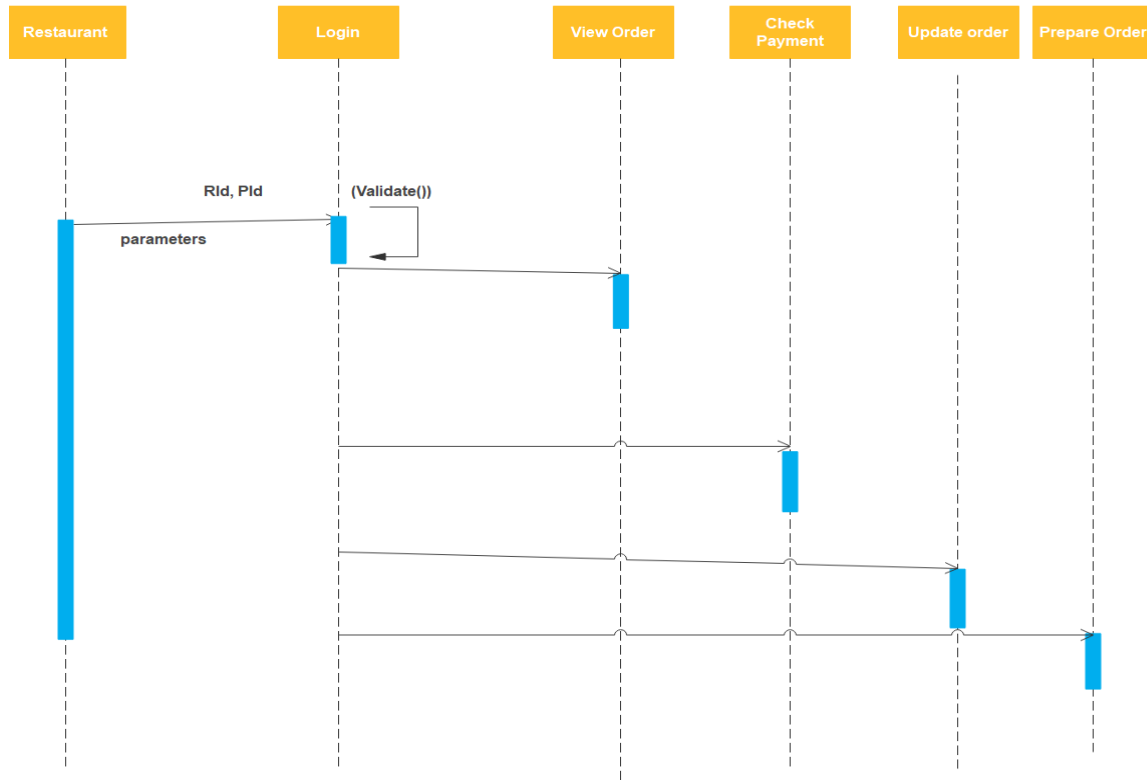 Restaurant
Login
View Order
Check
Payment
Update order
Prepare Order
RId, PId
(Validate())
parameters